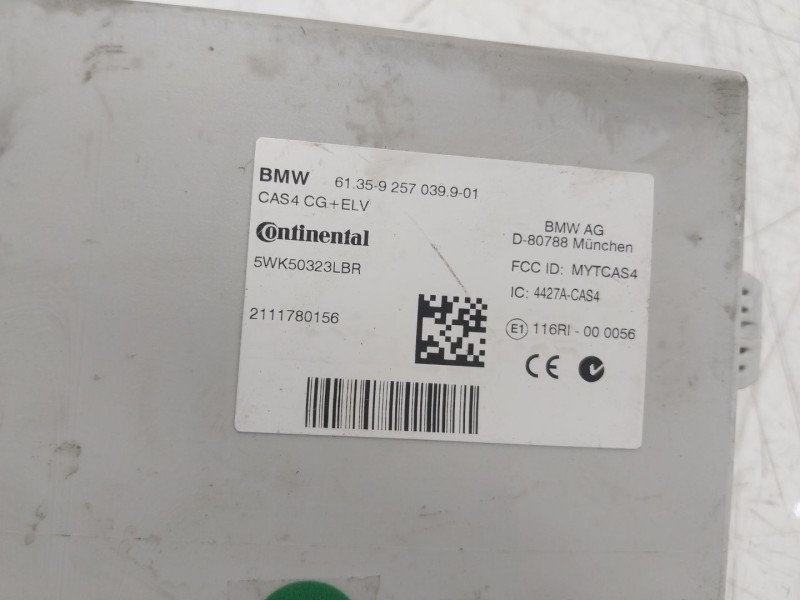 BMW 61.35-9 257 039.9-01
CAS4 CG+ELV
Continental
5WK50323LBR
2111780156
BMW AG
D-80788 München
FCC ID: MYTCAS4
IC: 4427A-CAS4
E1 116RI - 00 0056
CE